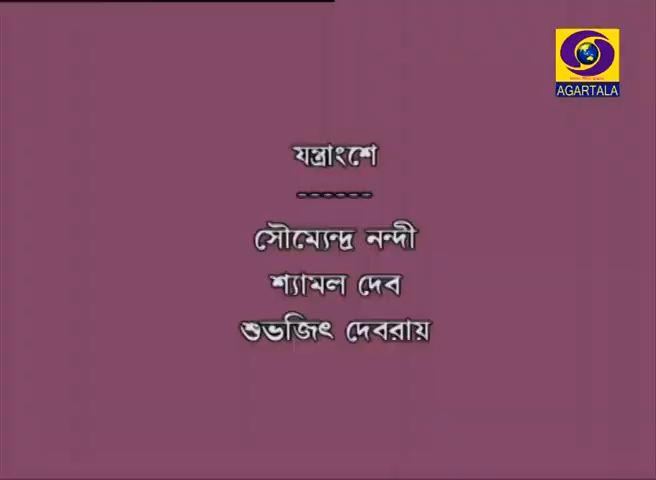 AGARTALA
যন্ত্রাংশে
------
সৌম্যেন্দ্র নন্দী
শ্যামল দেব
শুভজিৎ দেবরায়